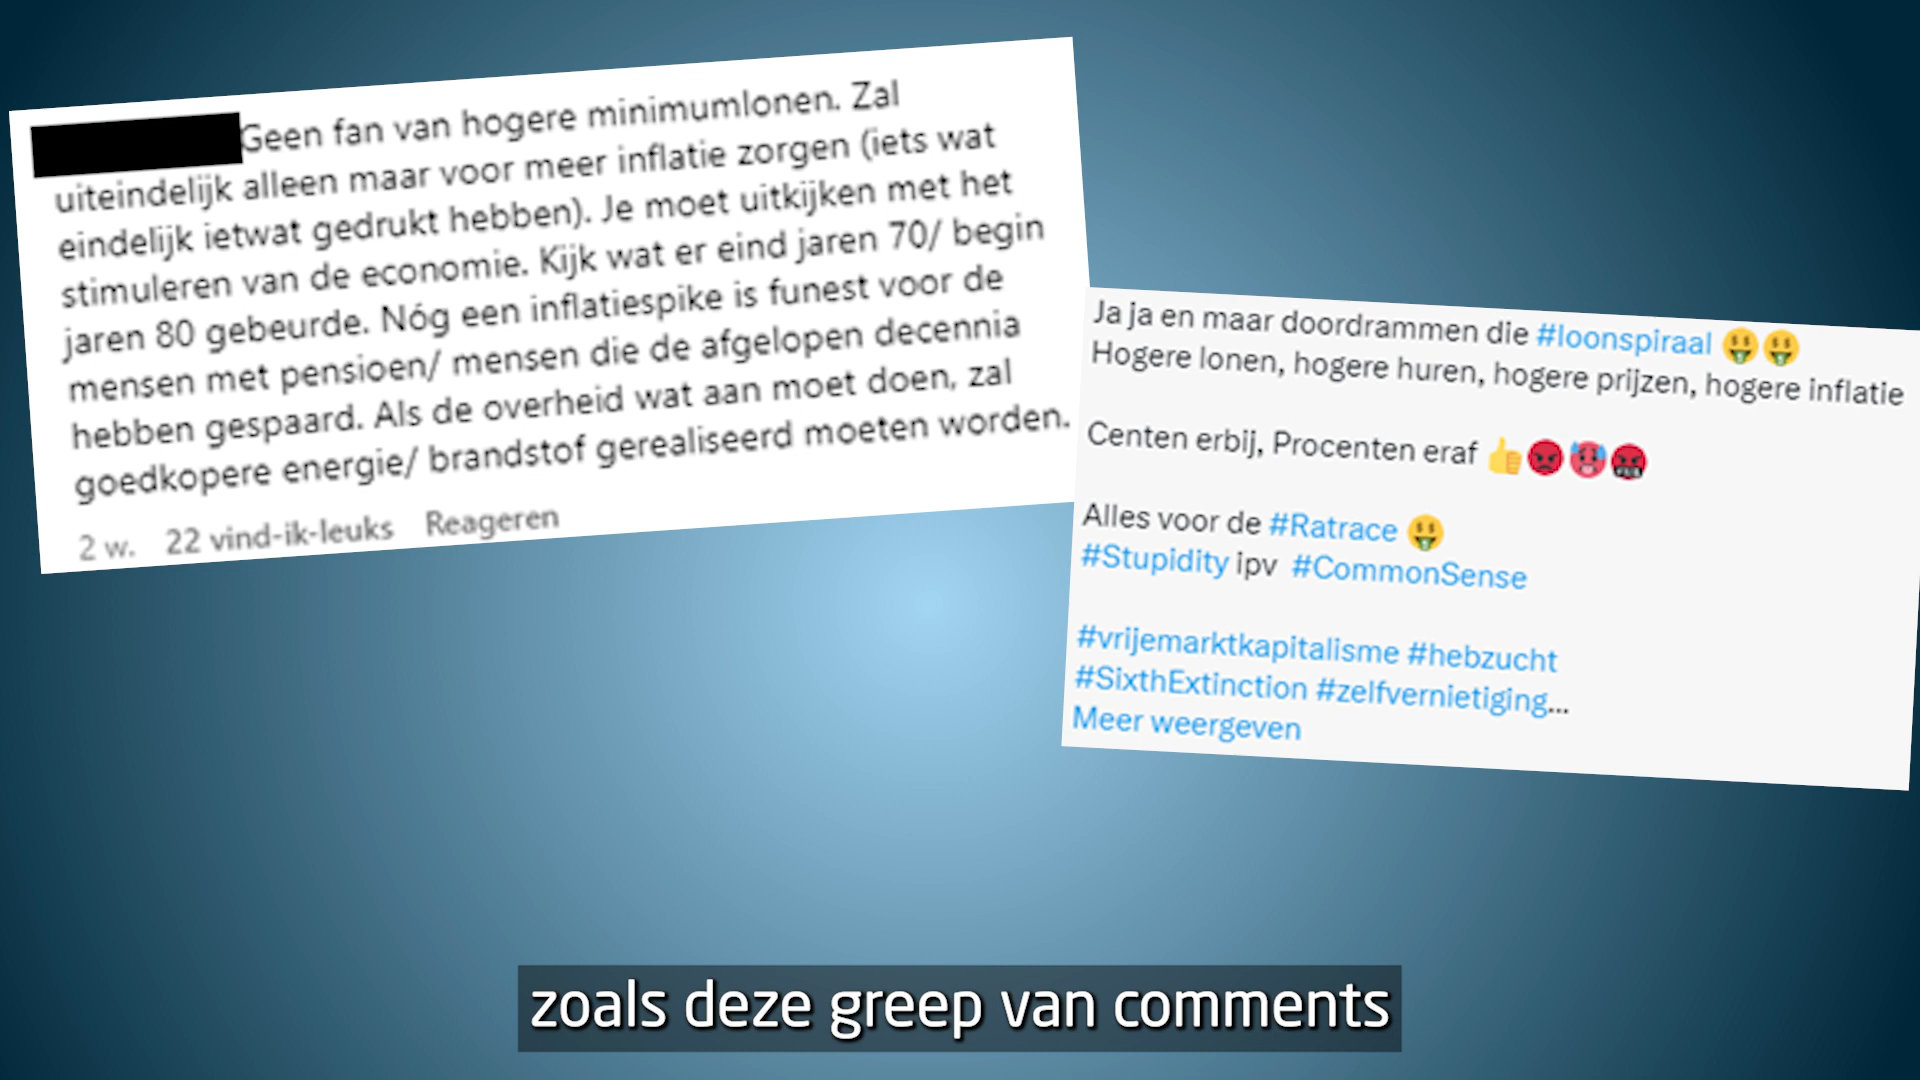 Geen fan van hogere minimumlonen. Zal
uiteindelijk alleen maar voor meer inflatie zorgen (iets wat
eindelijk ietwat gedrukt hebben). Je moet uitkijken met het
stimuleren van de economie. Kijk wat er eind jaren 70/ begin
jaren 80 gebeurde. Nóg een inflatiespike is funest voor de
mensen met pensioen/ mensen die de afgelopen decennia
hebben gespaard. Als de overheid wat aan moet doen, zal
goedkopere energie/ brandstof gerealiseerd moeten worden.
2 w. 22 vind-ik-leuks Reageren
Ja ja en maar doordrammen die #loonspiraal 🤑🤑
Hogere lonen, hogere huren, hogere prijzen, hogere inflatie
Centen erbij, Procenten eraf 👍😡🥵🤬
Alles voor de #Ratrace 🤑
#Stupidity ipv #CommonSense
#vrijemarktkapitalisme #hebzucht
#SixthExtinction #zelfvernietiging...
Meer weergeven
zoals deze greep van comments